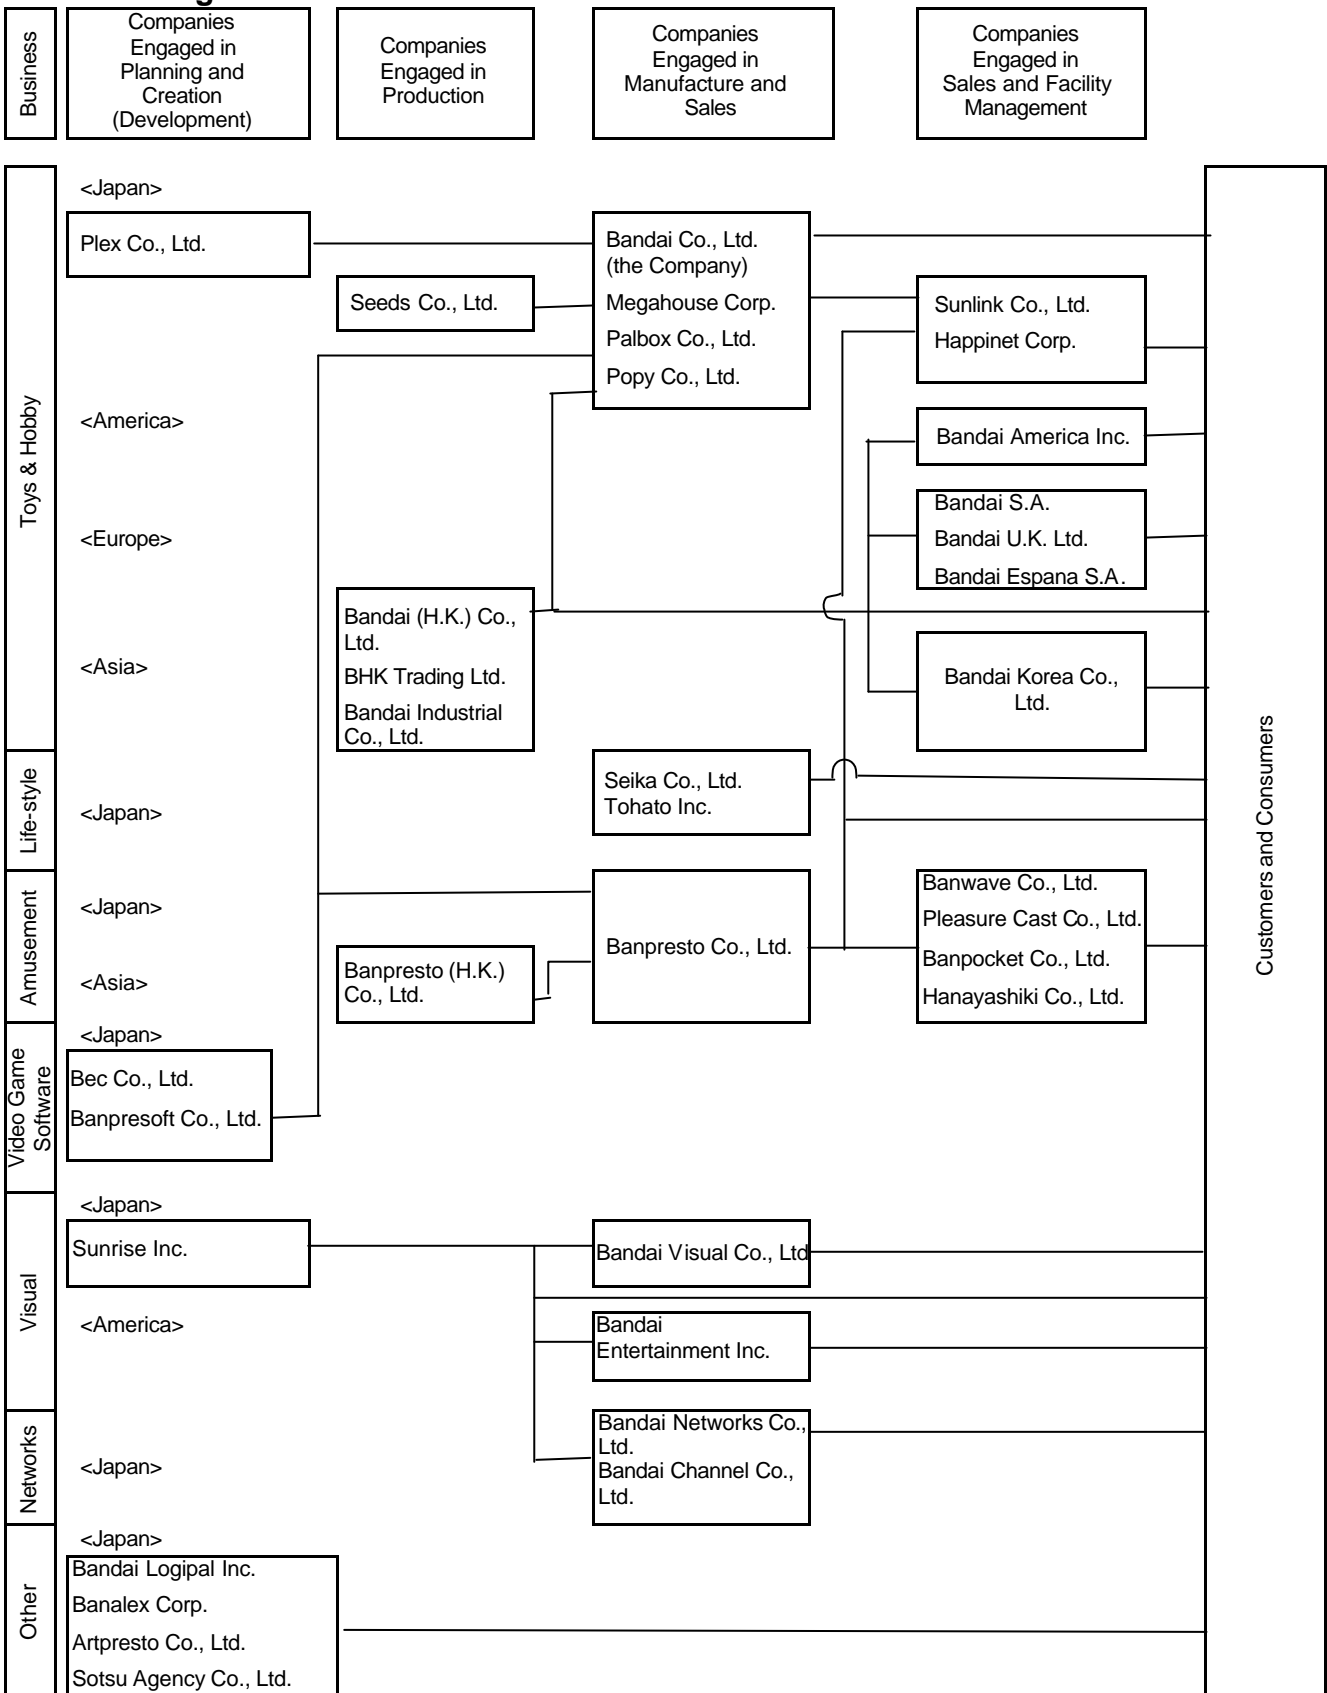 Business
Companies
Engaged in
Planning and
Creation
(Development)
Companies
Engaged in
Production
Companies
Engaged in
Manufacture and
Sales
Companies
Engaged in
Sales and Facility
Management
Toys & Hobby
<Japan>
Plex Co., Ltd.
Seeds Co., Ltd.
Bandai Co., Ltd.
(the Company)
Megahouse Corp.
Palbox Co., Ltd.
Popy Co., Ltd.
Sunlink Co., Ltd.
Happinet Corp.
<America>
Bandai America Inc.
<Europe>
Bandai S.A.
Bandai U.K. Ltd.
Bandai Espana S.A.
<Asia>
Bandai (H.K.) Co.,
Ltd.
BHK Trading Ltd.
Bandai Industrial
Co., Ltd.
Bandai Korea Co.,
Ltd.
Customers and Consumers
Life-style
<Japan>
Seika Co., Ltd.
Tohato Inc.
Amusement
<Japan>
<Asia>
Banpresto (H.K.)
Co., Ltd.
Banpresto Co., Ltd.
Banwave Co., Ltd.
Pleasure Cast Co., Ltd.
Banpocket Co., Ltd.
Hanayashiki Co., Ltd.
Video Game
Software
<Japan>
Bec Co., Ltd.
Banpresoft Co., Ltd.
Visual
<Japan>
Sunrise Inc.
Bandai Visual Co., Ltd
<America>
Bandai
Entertainment Inc.
Networks
<Japan>
Bandai Networks Co.,
Ltd.
Bandai Channel Co.,
Ltd.
Other
<Japan>
Bandai Logipal Inc.
Banalex Corp.
Artpresto Co., Ltd.
Sotsu Agency Co., Ltd.